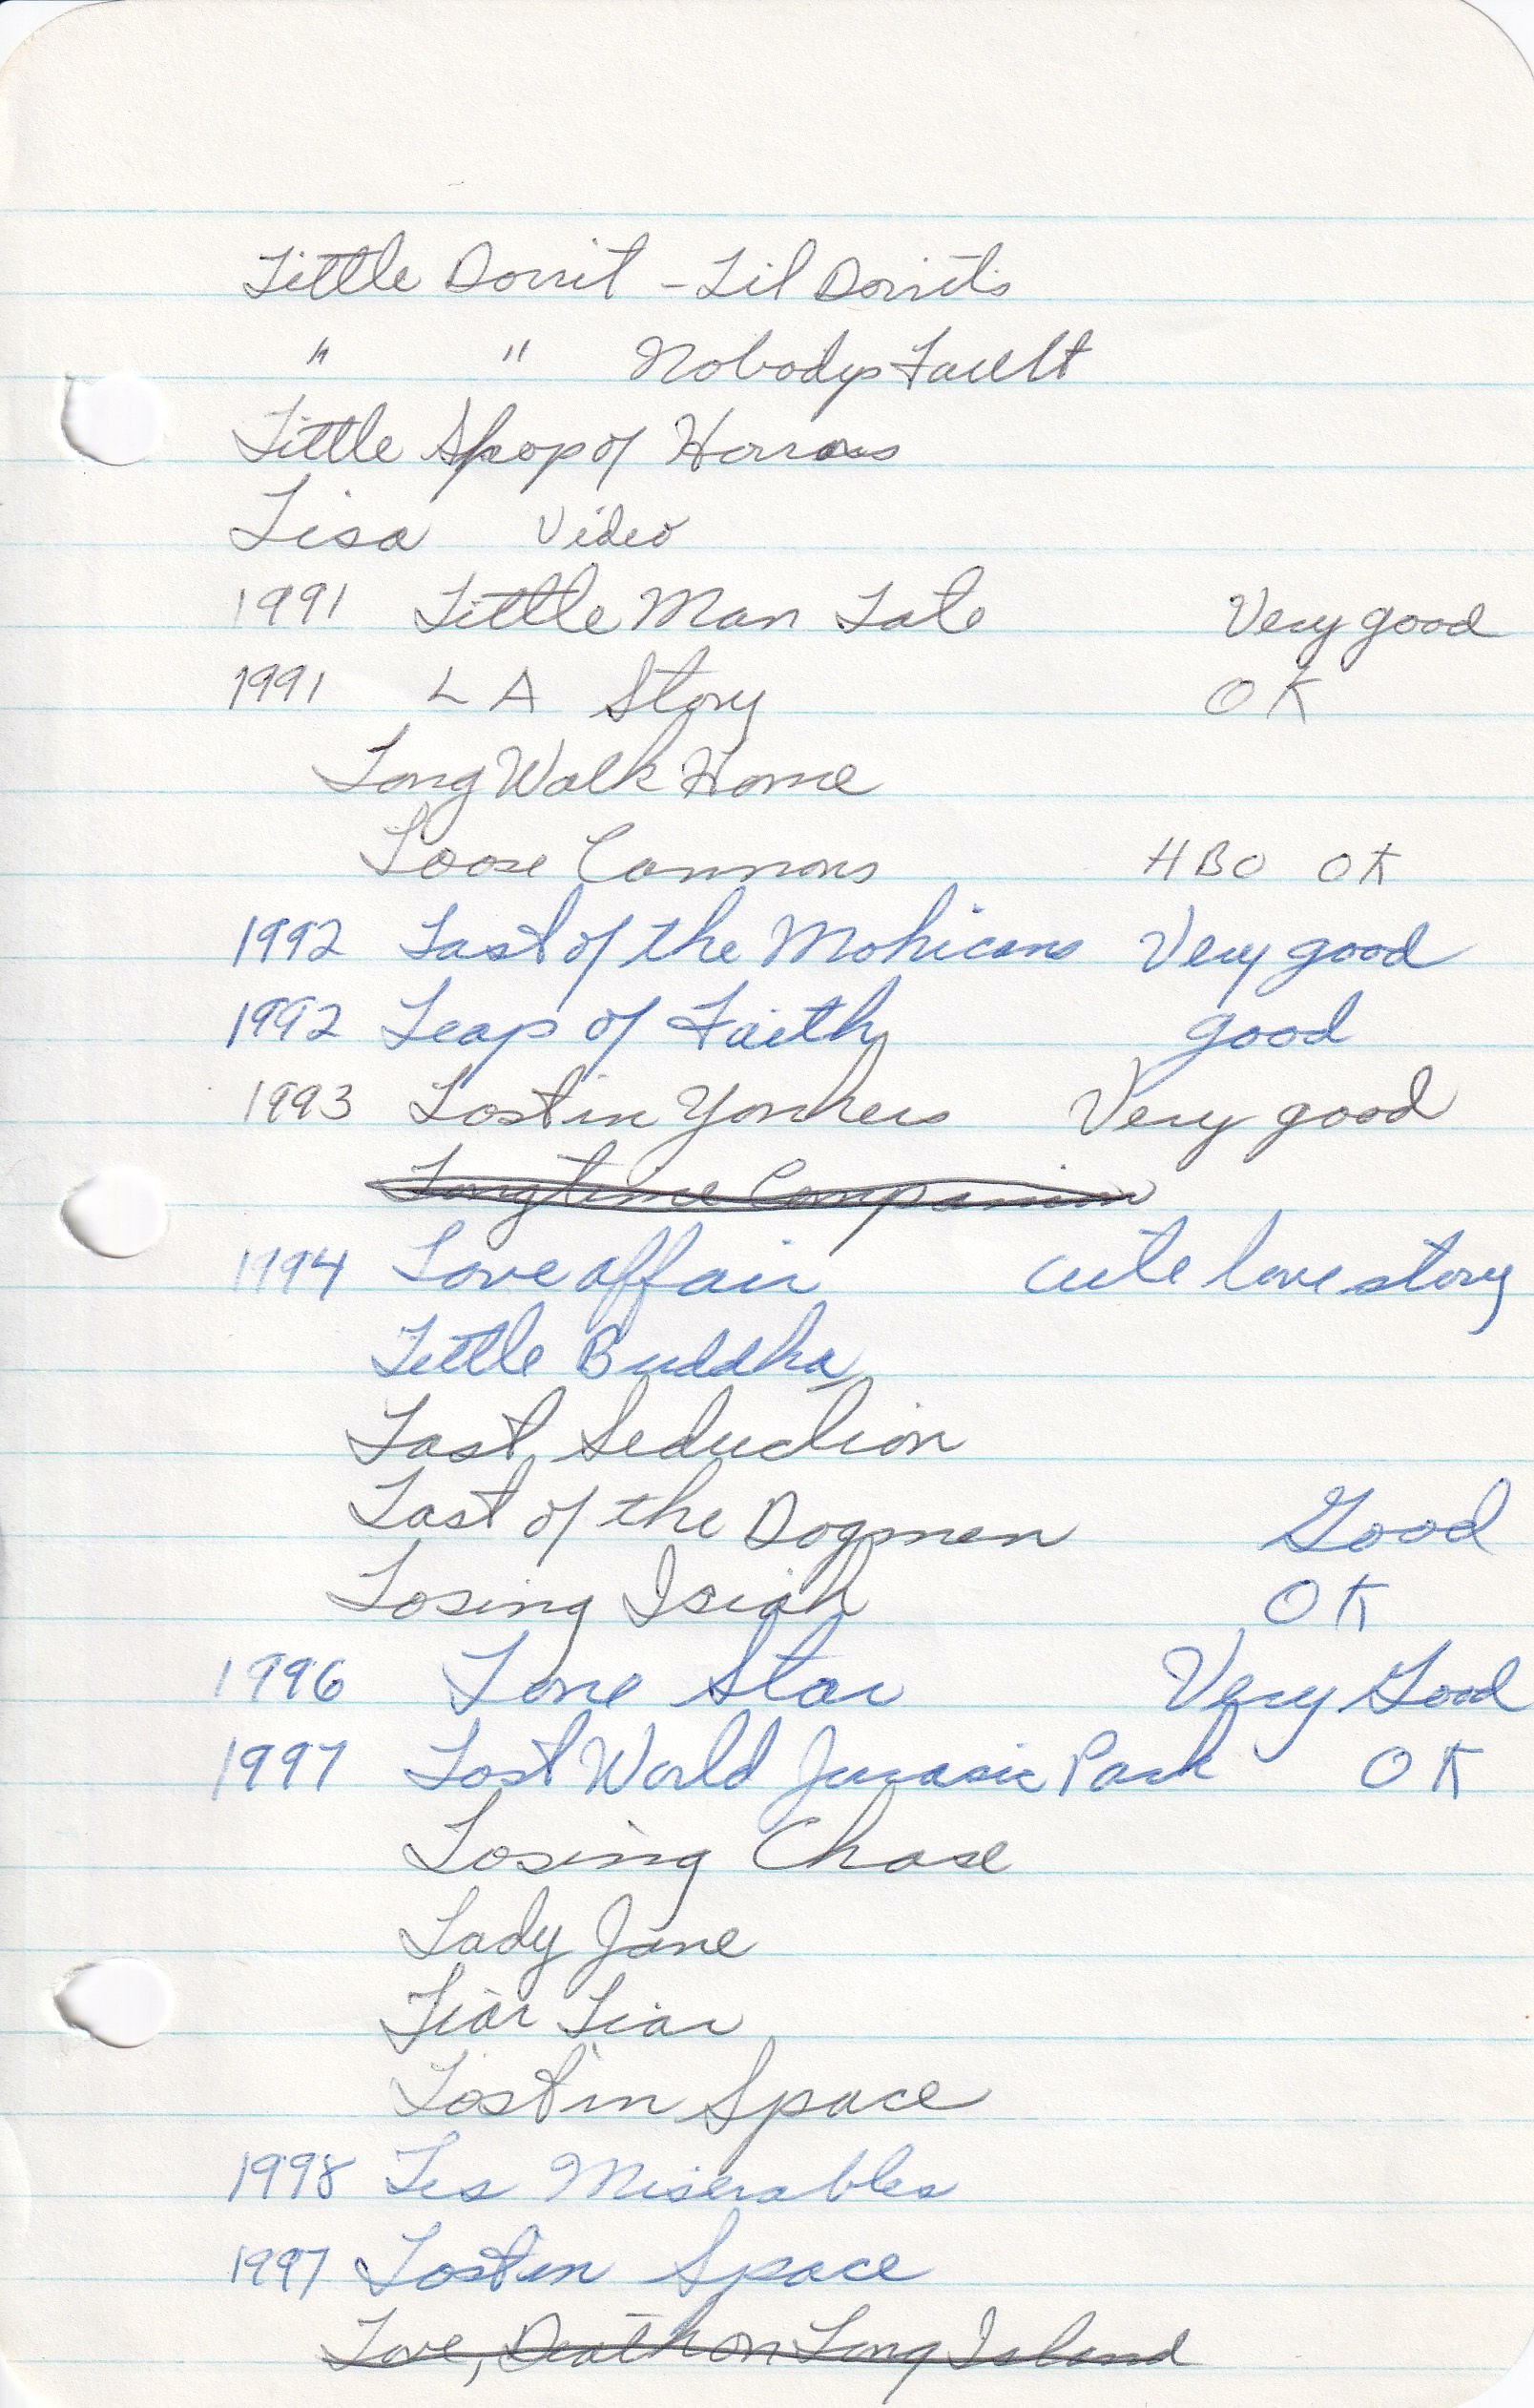 Little Dorrit - Lil Dorrit's
" " Nobodys Fault
Little Shop of Horrors
Lisa Video
1991 Little Man Tate Very good
1991 L A Story OK
Long Walk Home
Loose Cannons HBO OK
1992 Last of the Mohicans Very good
1992 Leap of Faith good
1993 Lost in Yonkers Very good
Longtime Companion
1994 Love affair cute love story
Little Buddha
Last Seduction
Last of the Dogmen Good
Losing Isiah OK
1996 Lone Star Very Good
1997 Lost World Jurassic Park OK
Losing Chase
Lady Jane
Liar Liar
Lost in Space
1998 Les Miserables
1997 Lost in Space
Love, Death on Long Island